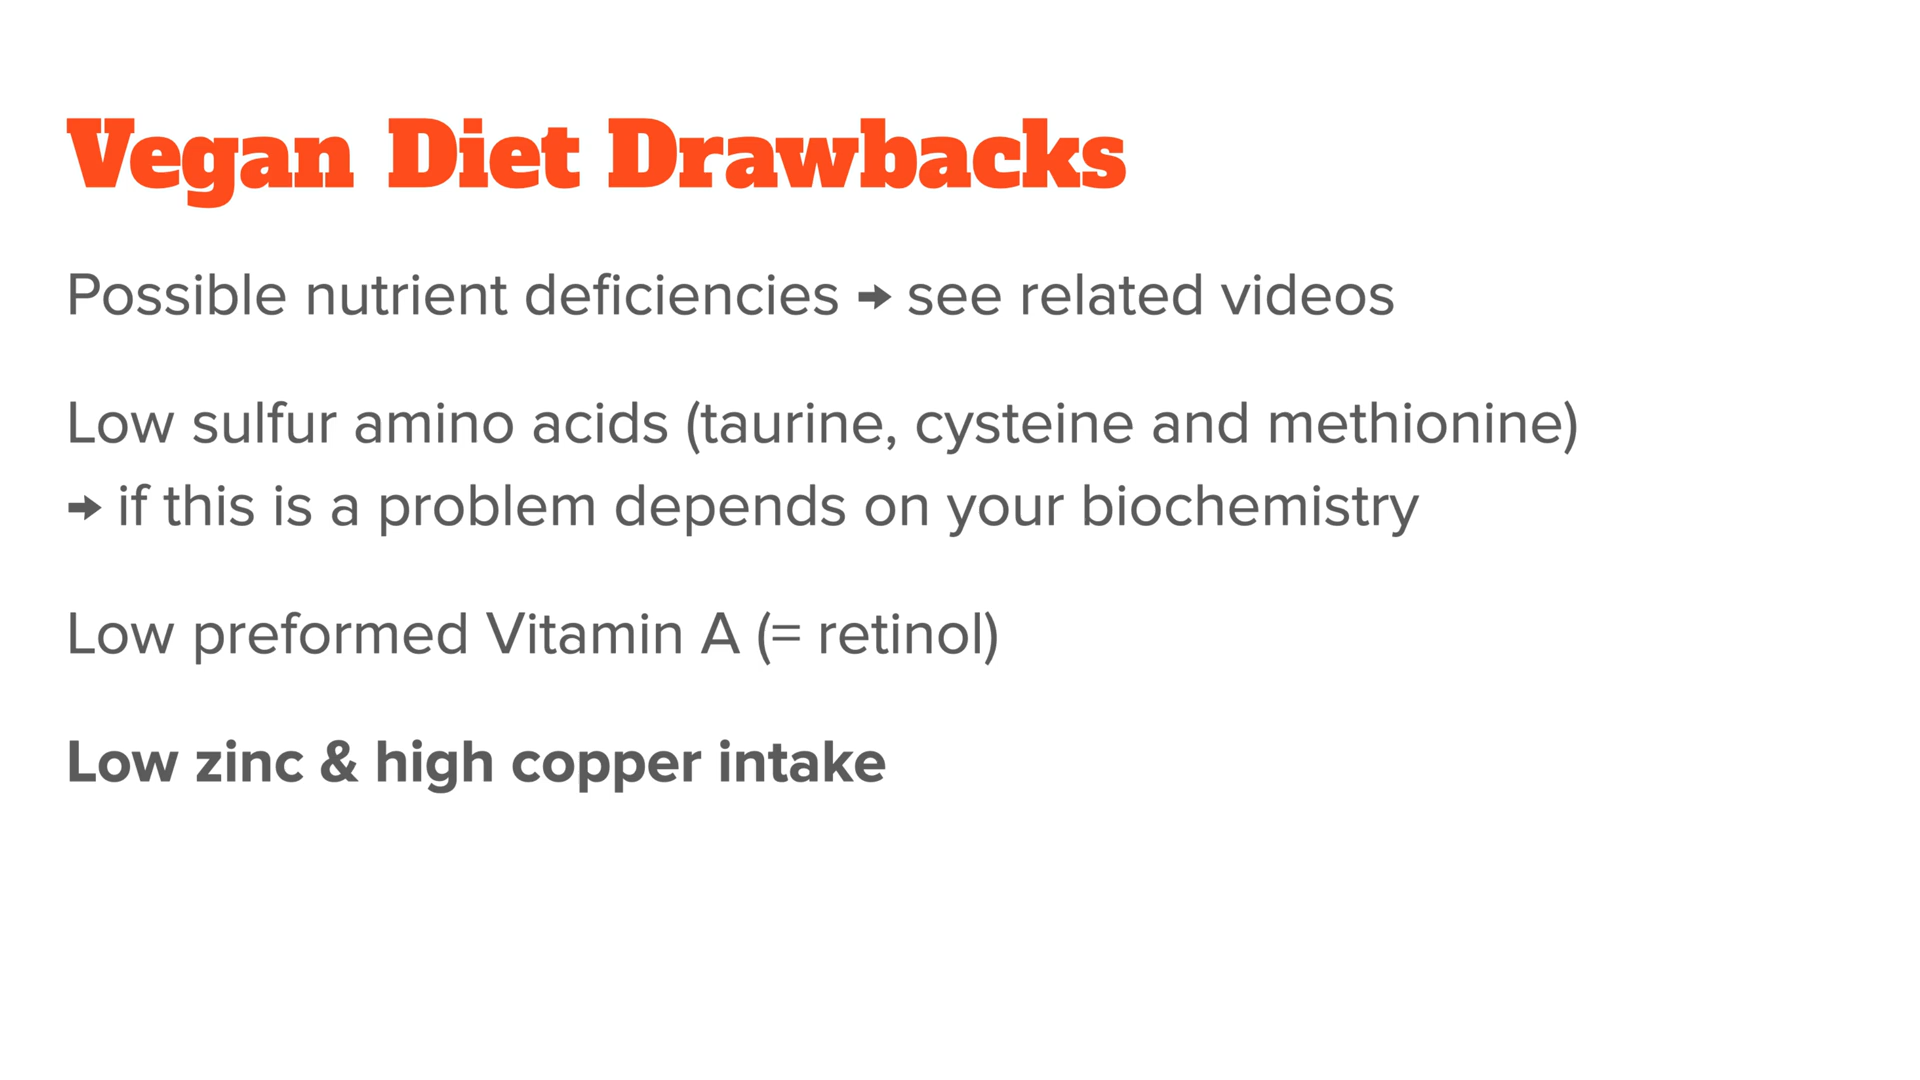 Vegan Diet Drawbacks
Possible nutrient deficiencies ➡ see related videos
Low sulfur amino acids (taurine, cysteine and methionine)
➡ if this is a problem depends on your biochemistry
Low preformed Vitamin A (= retinol)
Low zinc & high copper intake